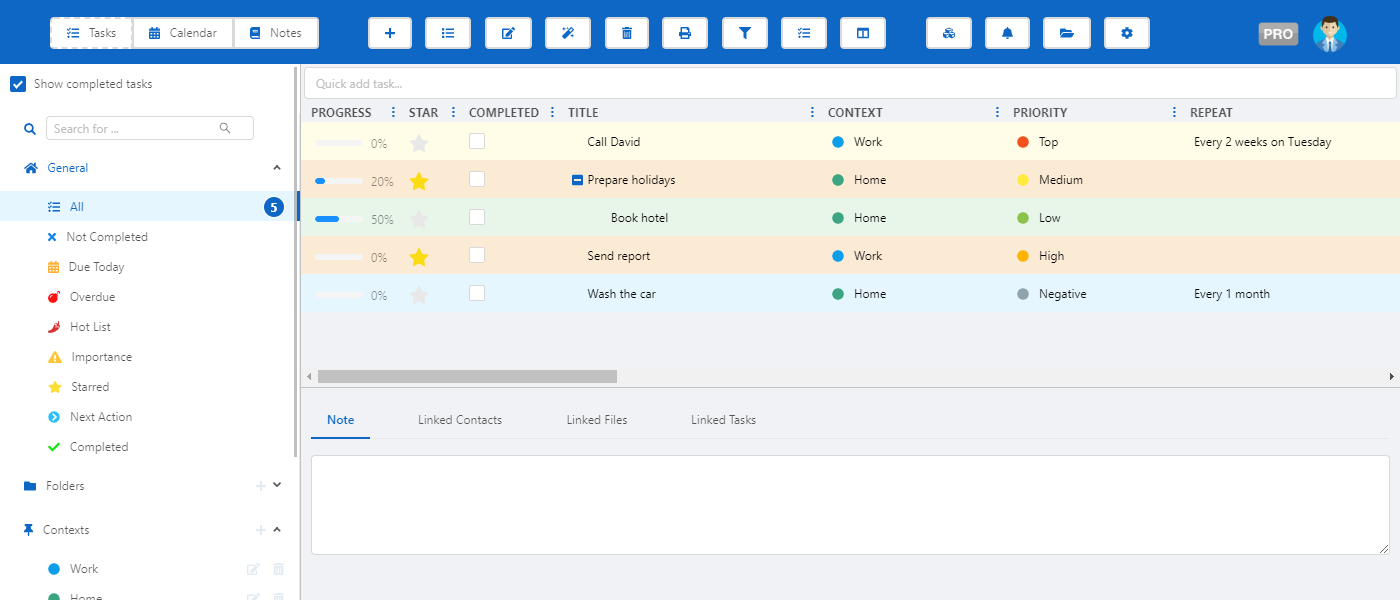 Tasks Calendar Notes PRO
Show completed tasks
Search for ...
General
All 5
Not Completed
Due Today
Overdue
Hot List
Importance
Starred
Next Action
Completed
Folders
Contexts
Work
Home
Quick add task...
PROGRESS STAR COMPLETED TITLE CONTEXT PRIORITY REPEAT
0% Call David Work Top Every 2 weeks on Tuesday
20% Prepare holidays Home Medium
50% Book hotel Home Low
0% Send report Work High
0% Wash the car Home Negative Every 1 month
Note Linked Contacts Linked Files Linked Tasks